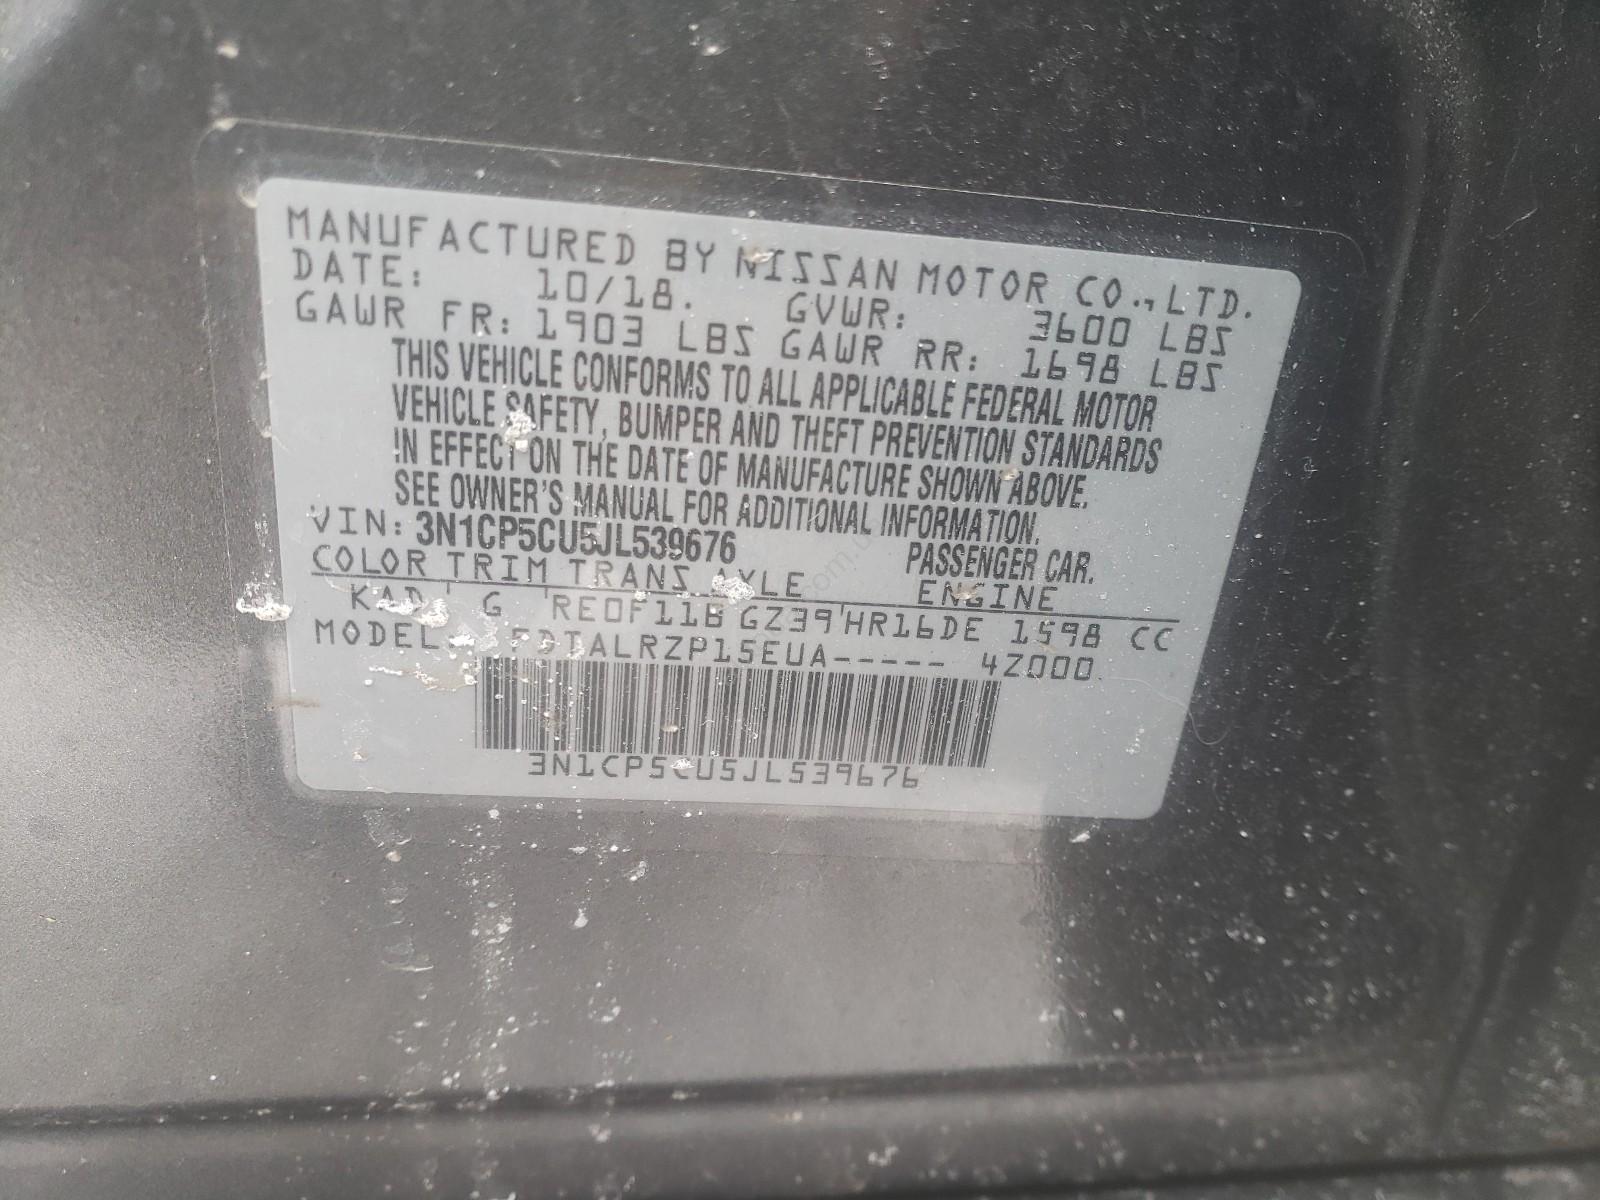 MANUFACTURED BY NISSAN MOTOR CO., LTD.
DATE: 10/18. GVWR: 3600 LBS
GAWR FR: 1903 LBS GAWR RR: 1698 LBS
THIS VEHICLE CONFORMS TO ALL APPLICABLE FEDERAL MOTOR
VEHICLE SAFETY, BUMPER AND THEFT PREVENTION STANDARDS
IN EFFECT ON THE DATE OF MANUFACTURE SHOWN ABOVE.
SEE OWNER'S MANUAL FOR ADDITIONAL INFORMATION.
VIN: 3N1CP5CU5JL539676 PASSENGER CAR.
COLOR TRIM TRANS AXLE ENGINE
KAD G RE0F11B GZ39 HR16DE 1598 CC
MODEL: FDTALRZP15EUA----- 4Z000
3N1CP5CU5JL539676